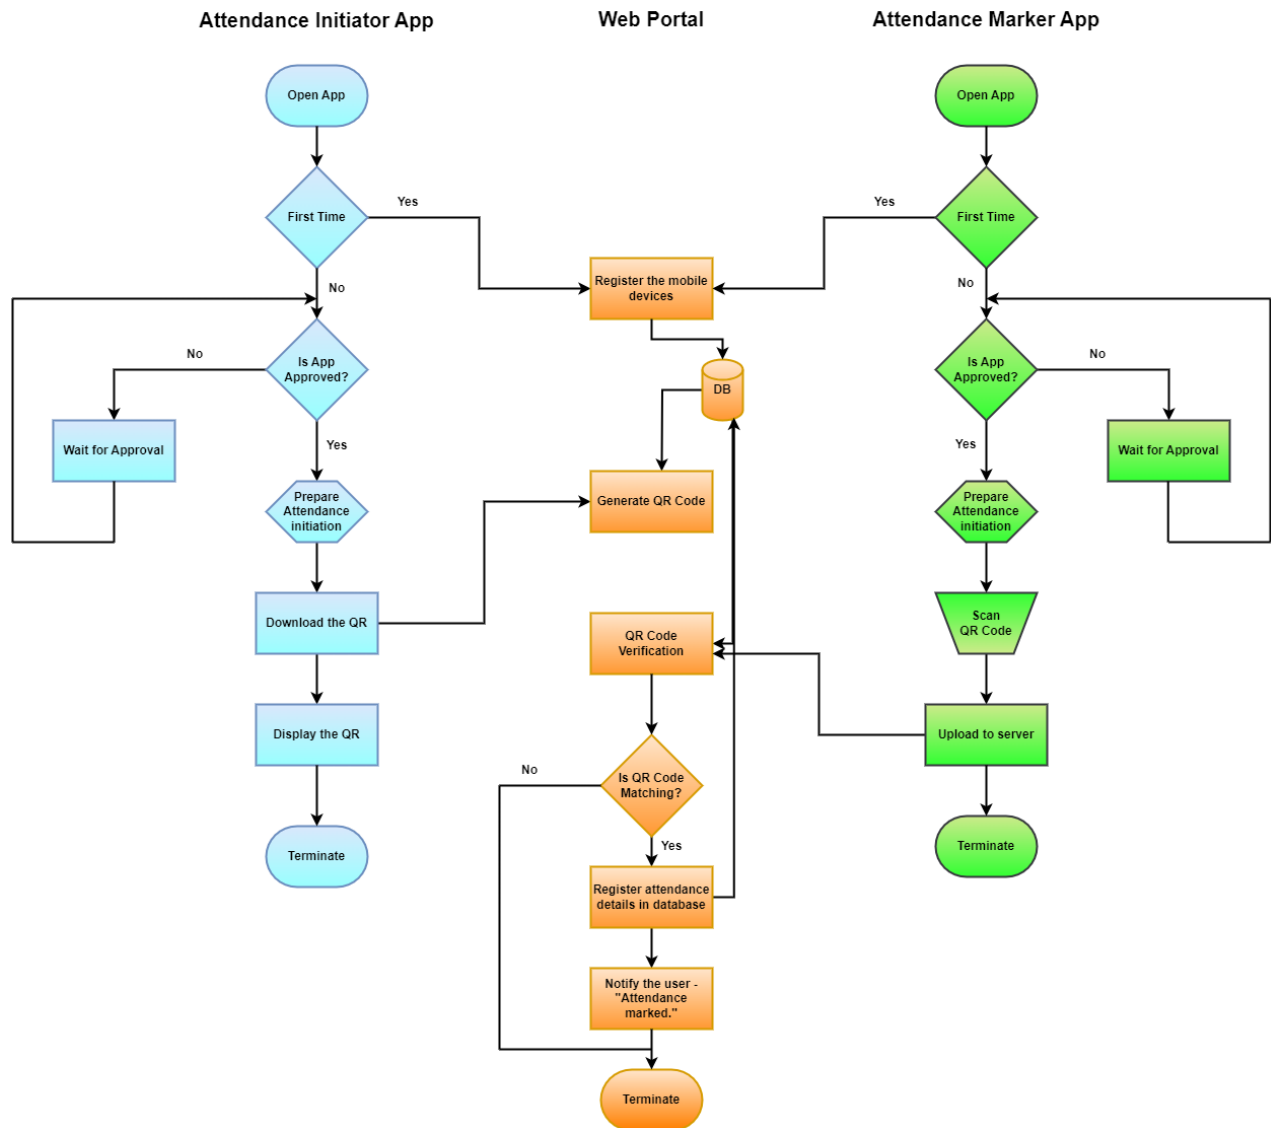 Attendance Initiator App
Web Portal
Attendance Marker App
Open App
Open App
First Time
Yes
Yes
First Time
Register the mobile
devices
No
No
No
Is App
Approved?
DB
Is App
Approved?
No
Wait for Approval
Yes
Yes
Wait for Approval
Prepare
Attendance
initiation
Generate QR Code
Prepare
Attendance
initiation
Download the QR
QR Code
Verification
Scan
QR Code
Display the QR
Upload to server
No
Is QR Code
Matching?
Yes
Terminate
Terminate
Register attendance
details in database
Notify the user -
"Attendance
marked."
Terminate